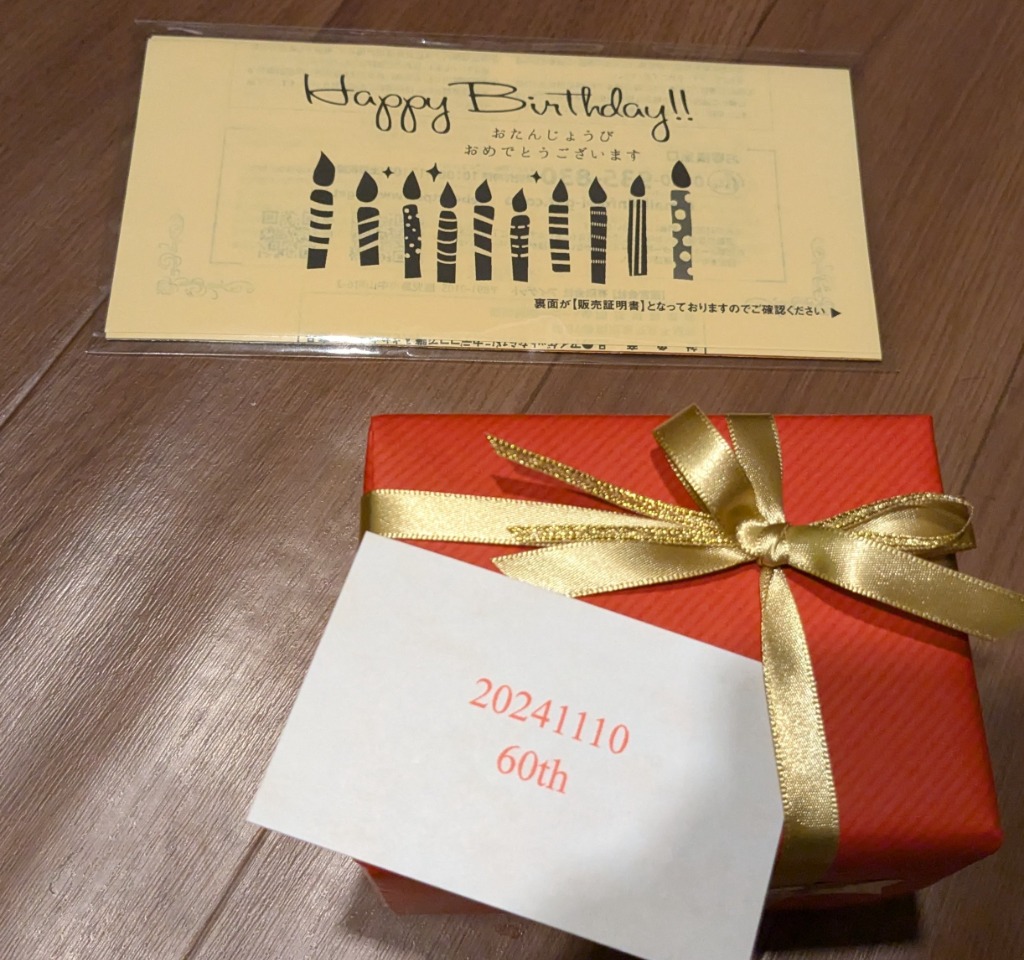 Happy Birthday!!
おたんじょうび
おめでとうございます
裏面が【販売証明書】となっておりますのでご確認ください ▶
20241110
60th